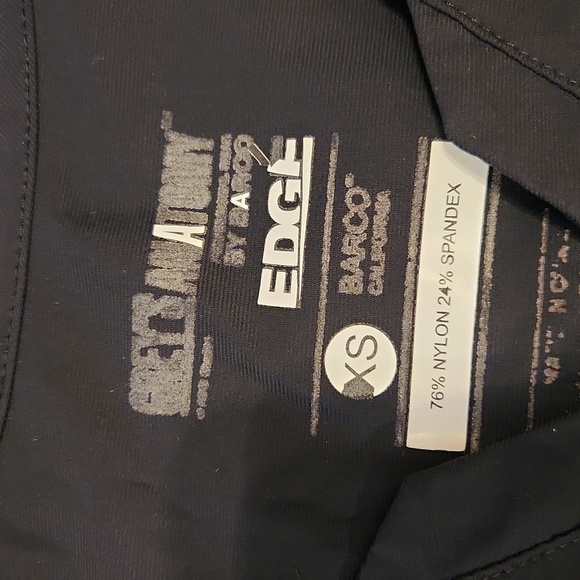 GREY'S ANATOMY
BY BARCO
EDGE
BARCO
CALIFORNIA
XS
76% NYLON 24% SPANDEX